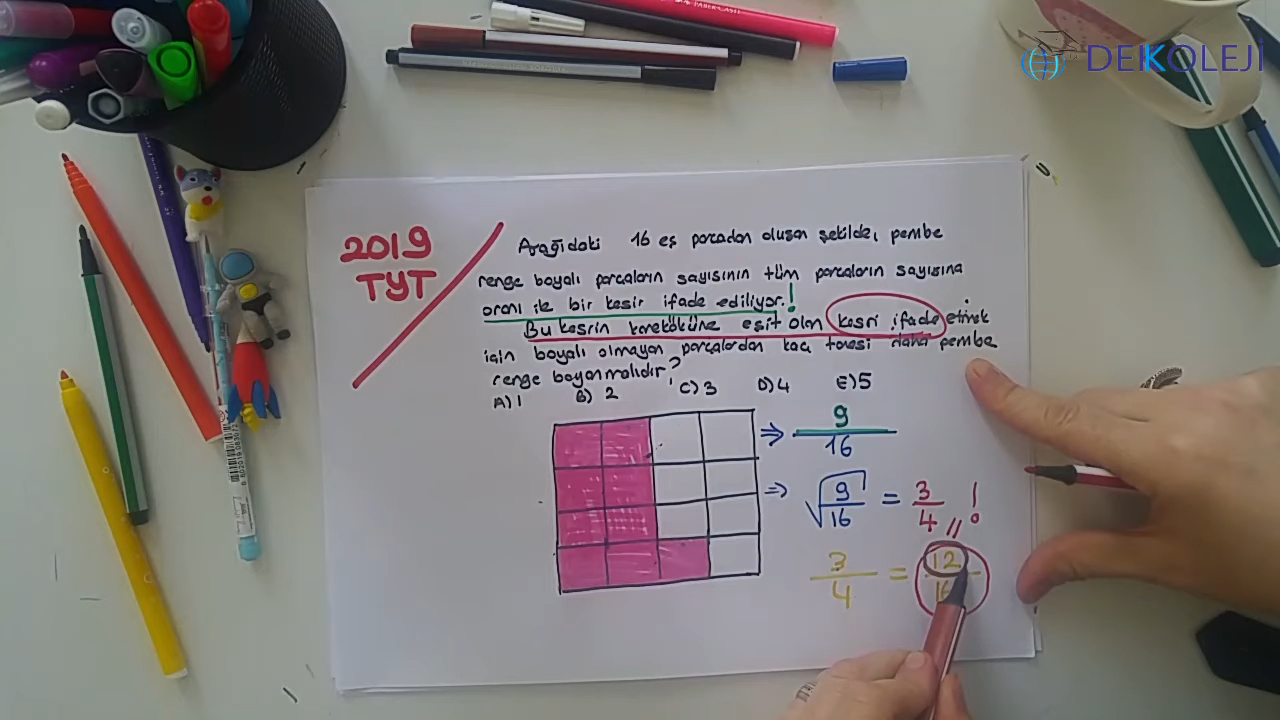 DEKOLEJİ
2019
TYT
Aşağıdaki 16 eş parçadan oluşan şekilde, pembe
renge boyalı parçaların sayısının tüm parçaların sayısına
oranı ile bir kesir ifade ediliyor.!
Bu kesrin kareköküne eşit olan kesri ifade etmek
için boyalı olmayan parçalardan kaç tanesi daha pembe
renge boyanmalıdır?
A) 1 B) 2 C) 3 D) 4 E) 5
⇒ 9/16
⇒ √(9/16) = 3/4 !
3/4 = 12/16